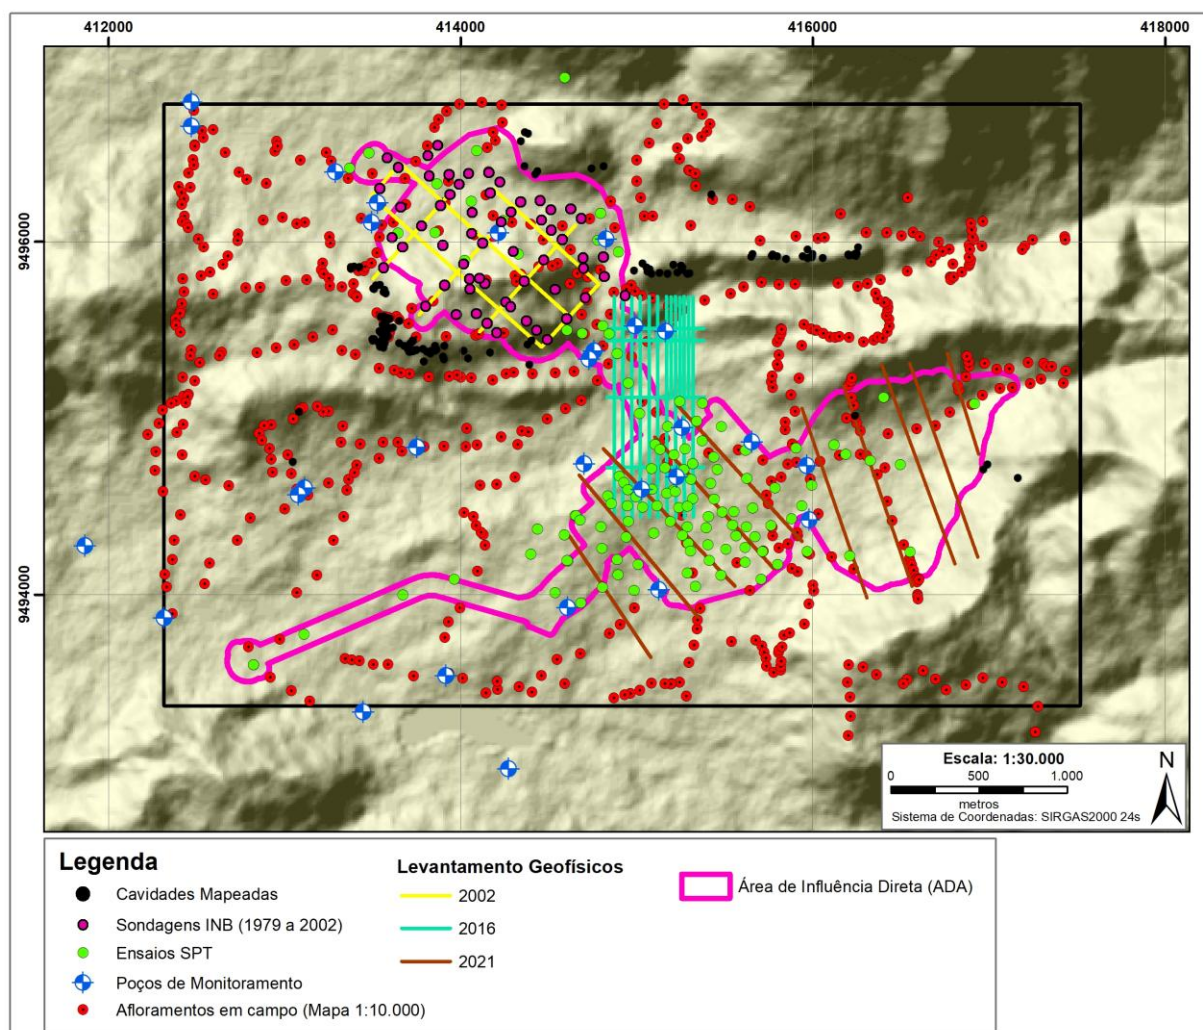 412000 414000 416000 418000
9496000
9494000
Escala: 1:30.000
N
0 500 1.000
metros
Sistema de Coordenadas: SIRGAS2000 24s
Legenda
Cavidades Mapeadas
Sondagens INB (1979 a 2002)
Ensaios SPT
Poços de Monitoramento
Afloramentos em campo (Mapa 1:10.000)
Levantamento Geofísicos
2002
2016
2021
Área de Influência Direta (ADA)